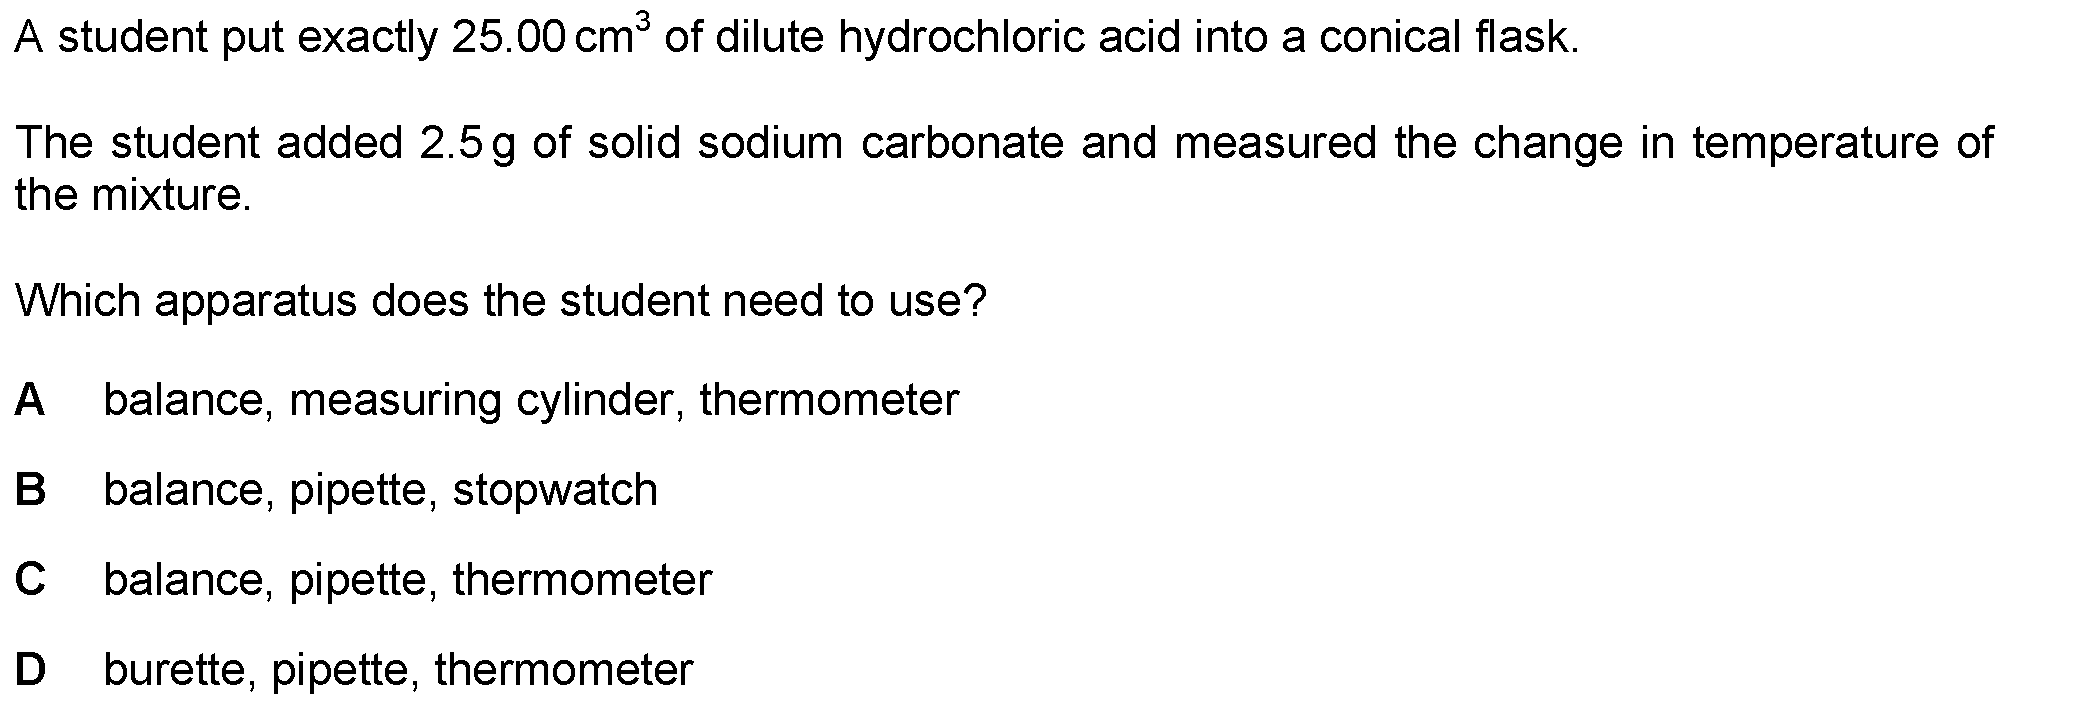 A student put exactly 25.00 cm³ of dilute hydrochloric acid into a conical flask.
The student added 2.5 g of solid sodium carbonate and measured the change in temperature of
the mixture.
Which apparatus does the student need to use?
A balance, measuring cylinder, thermometer
B balance, pipette, stopwatch
C balance, pipette, thermometer
D burette, pipette, thermometer